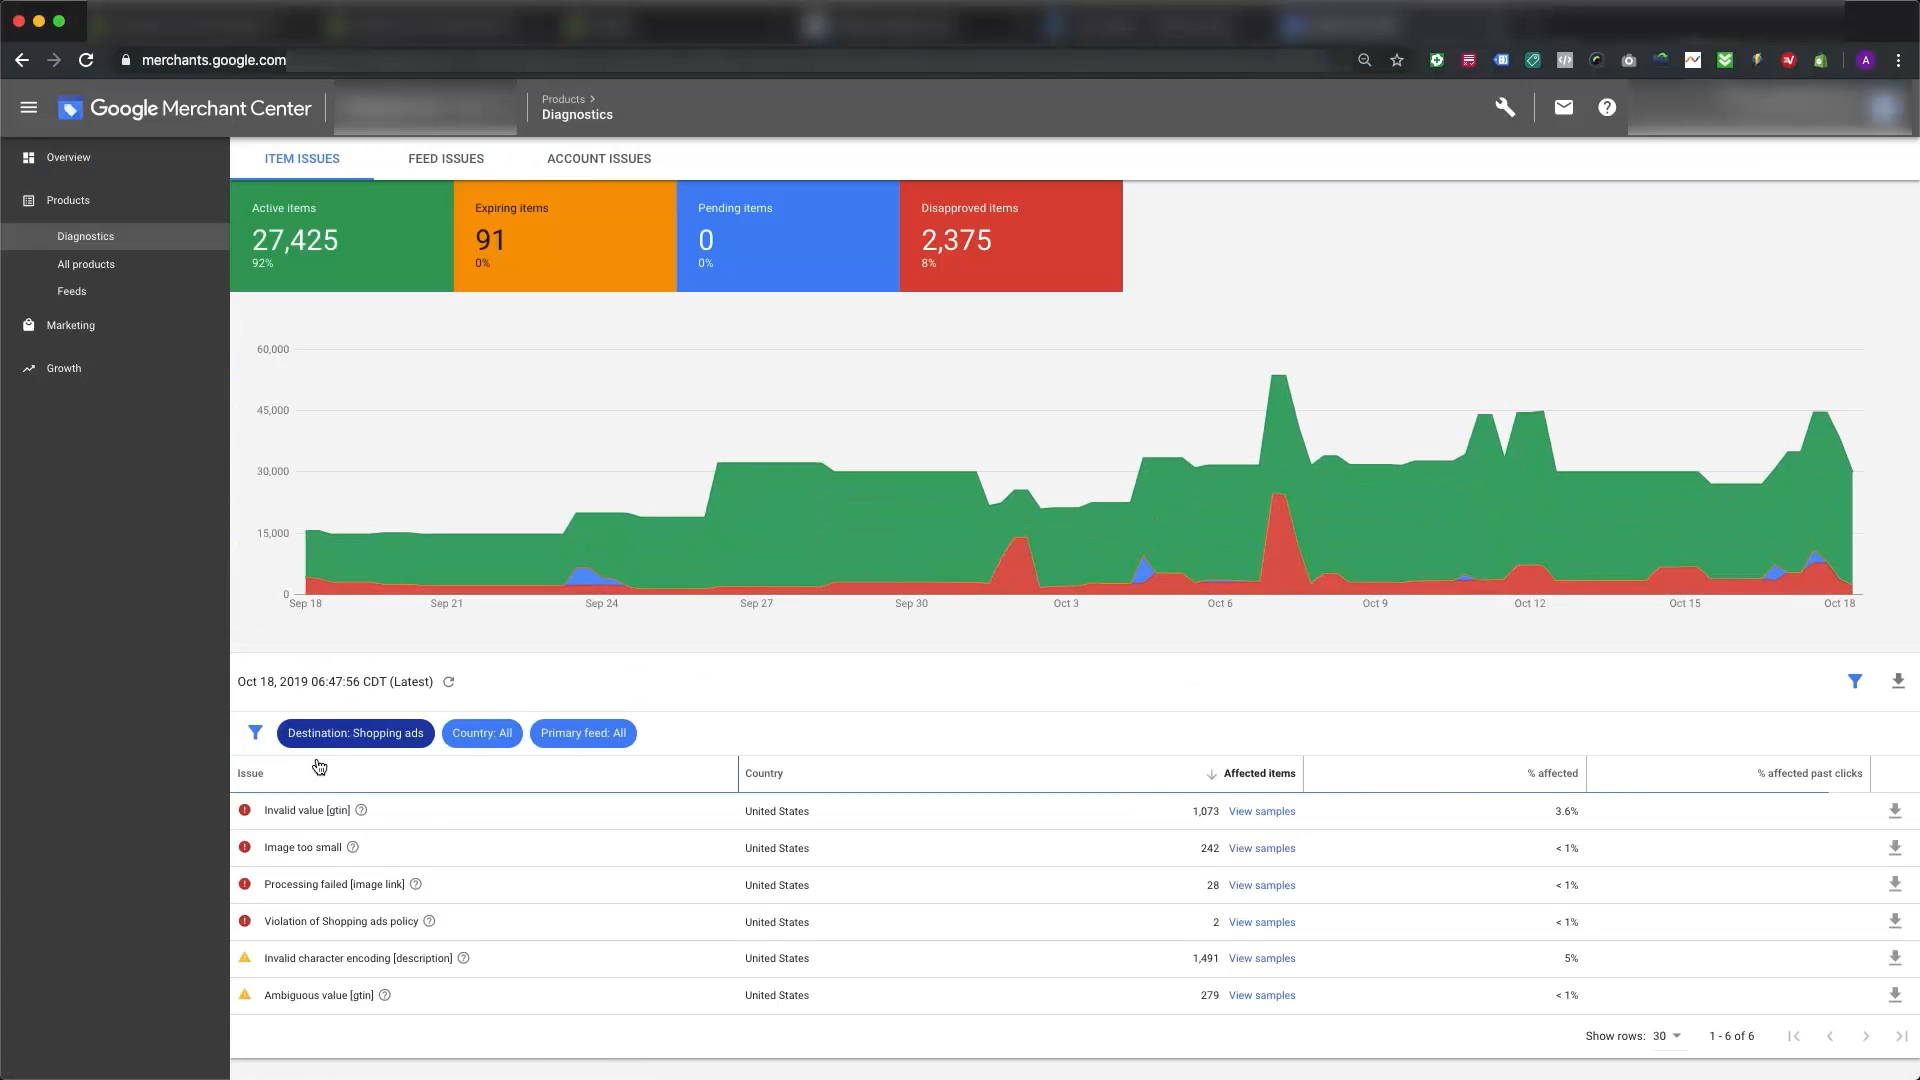 merchants.google.com
Google Merchant Center
Products >
Diagnostics
Overview
Products
Diagnostics
All products
Feeds
Marketing
Growth
ITEM ISSUES FEED ISSUES ACCOUNT ISSUES
Active items
27,425
92%
Expiring items
91
0%
Pending items
0
0%
Disapproved items
2,375
8%
60,000
45,000
30,000
15,000
0
Sep 18 Sep 21 Sep 24 Sep 27 Sep 30 Oct 3 Oct 6 Oct 9 Oct 12 Oct 15 Oct 18
Oct 18, 2019 06:47:56 CDT (Latest)
Destination: Shopping ads Country: All Primary feed: All
Issue Country Affected items % affected % affected past clicks
Invalid value [gtin] United States 1,073 View samples 3.6%
Image too small United States 242 View samples < 1%
Processing failed [image link] United States 28 View samples < 1%
Violation of Shopping ads policy United States 2 View samples < 1%
Invalid character encoding [description] United States 1,491 View samples 5%
Ambiguous value [gtin] United States 279 View samples < 1%
Show rows: 30 1 - 6 of 6